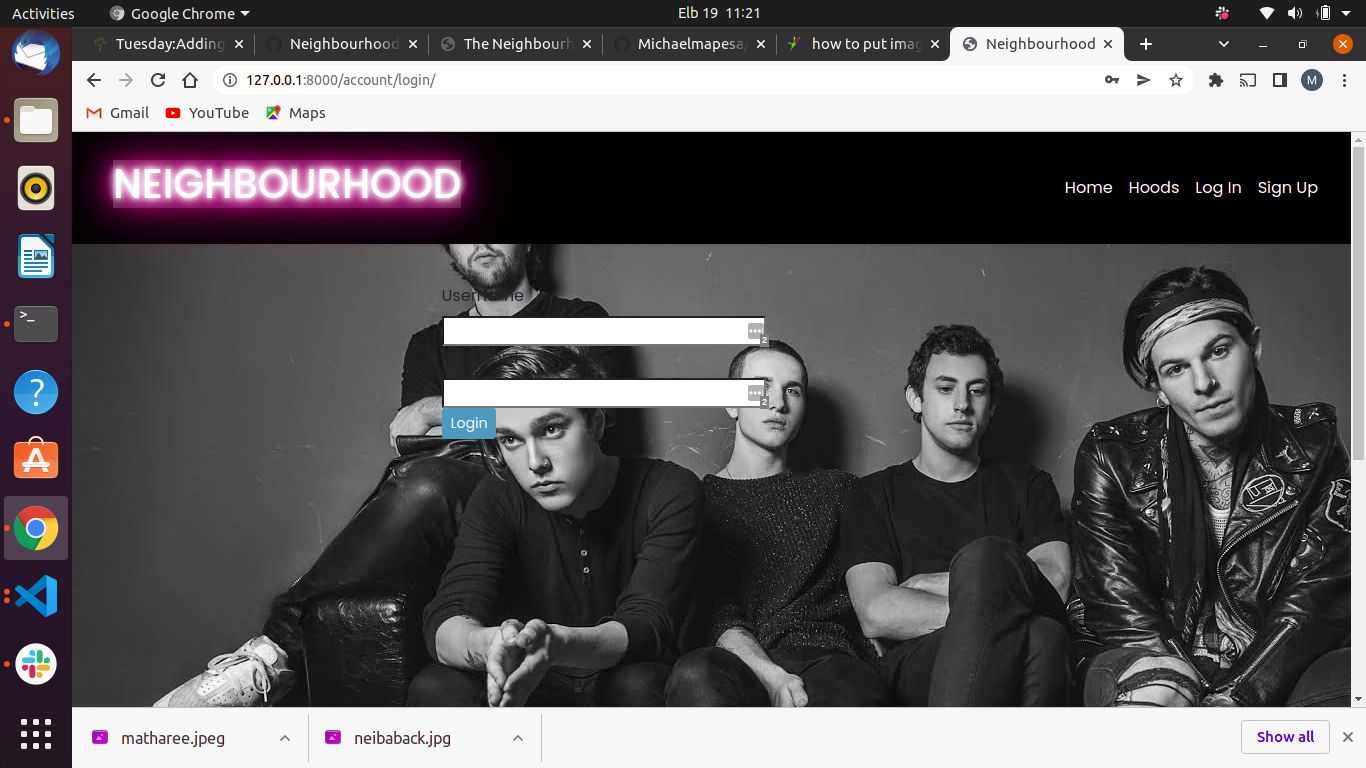 Activities Google Chrome Elb 19 11:21
Tuesday:Adding Neighbourhood The Neighbourh Michaelmapesa/ how to put imag Neighbourhood
127.0.0.1:8000/account/login/ M
Gmail YouTube Maps
NEIGHBOURHOOD
Home Hoods Log In Sign Up
Username
2
2
Login
matharee.jpeg neibaback.jpg Show all